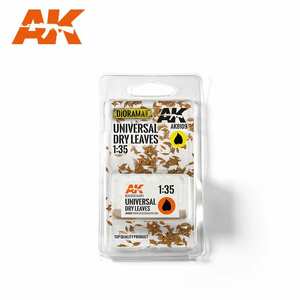 AK
DIORAMAS
AK
UNIVERSAL
DRY LEAVES
1:35
AK8109
AK
1:35
UNIVERSAL
DRY LEAVES
TOP QUALITY PRODUCT